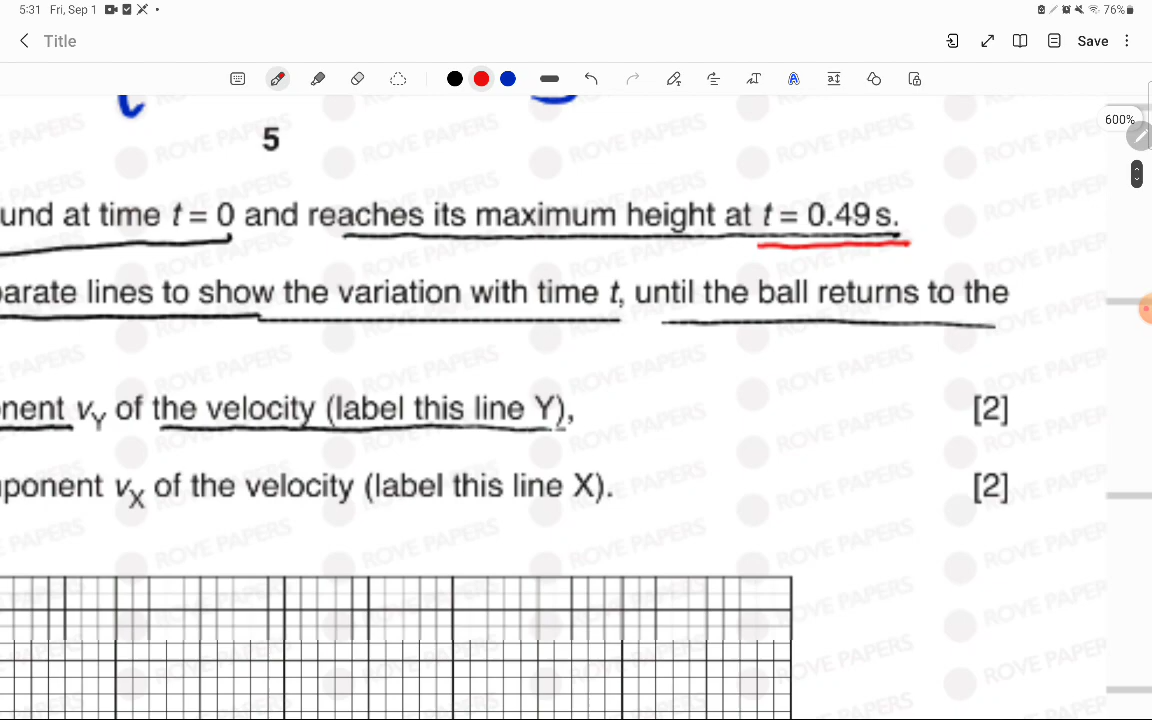 5:31 Fri, Sep 1 76%
Title Save
5 600%
und at time t = 0 and reaches its maximum height at t = 0.49 s.
arate lines to show the variation with time t, until the ball returns to the
nent vY of the velocity (label this line Y), [2]
ponent vX of the velocity (label this line X). [2]
ROVE PAPERS